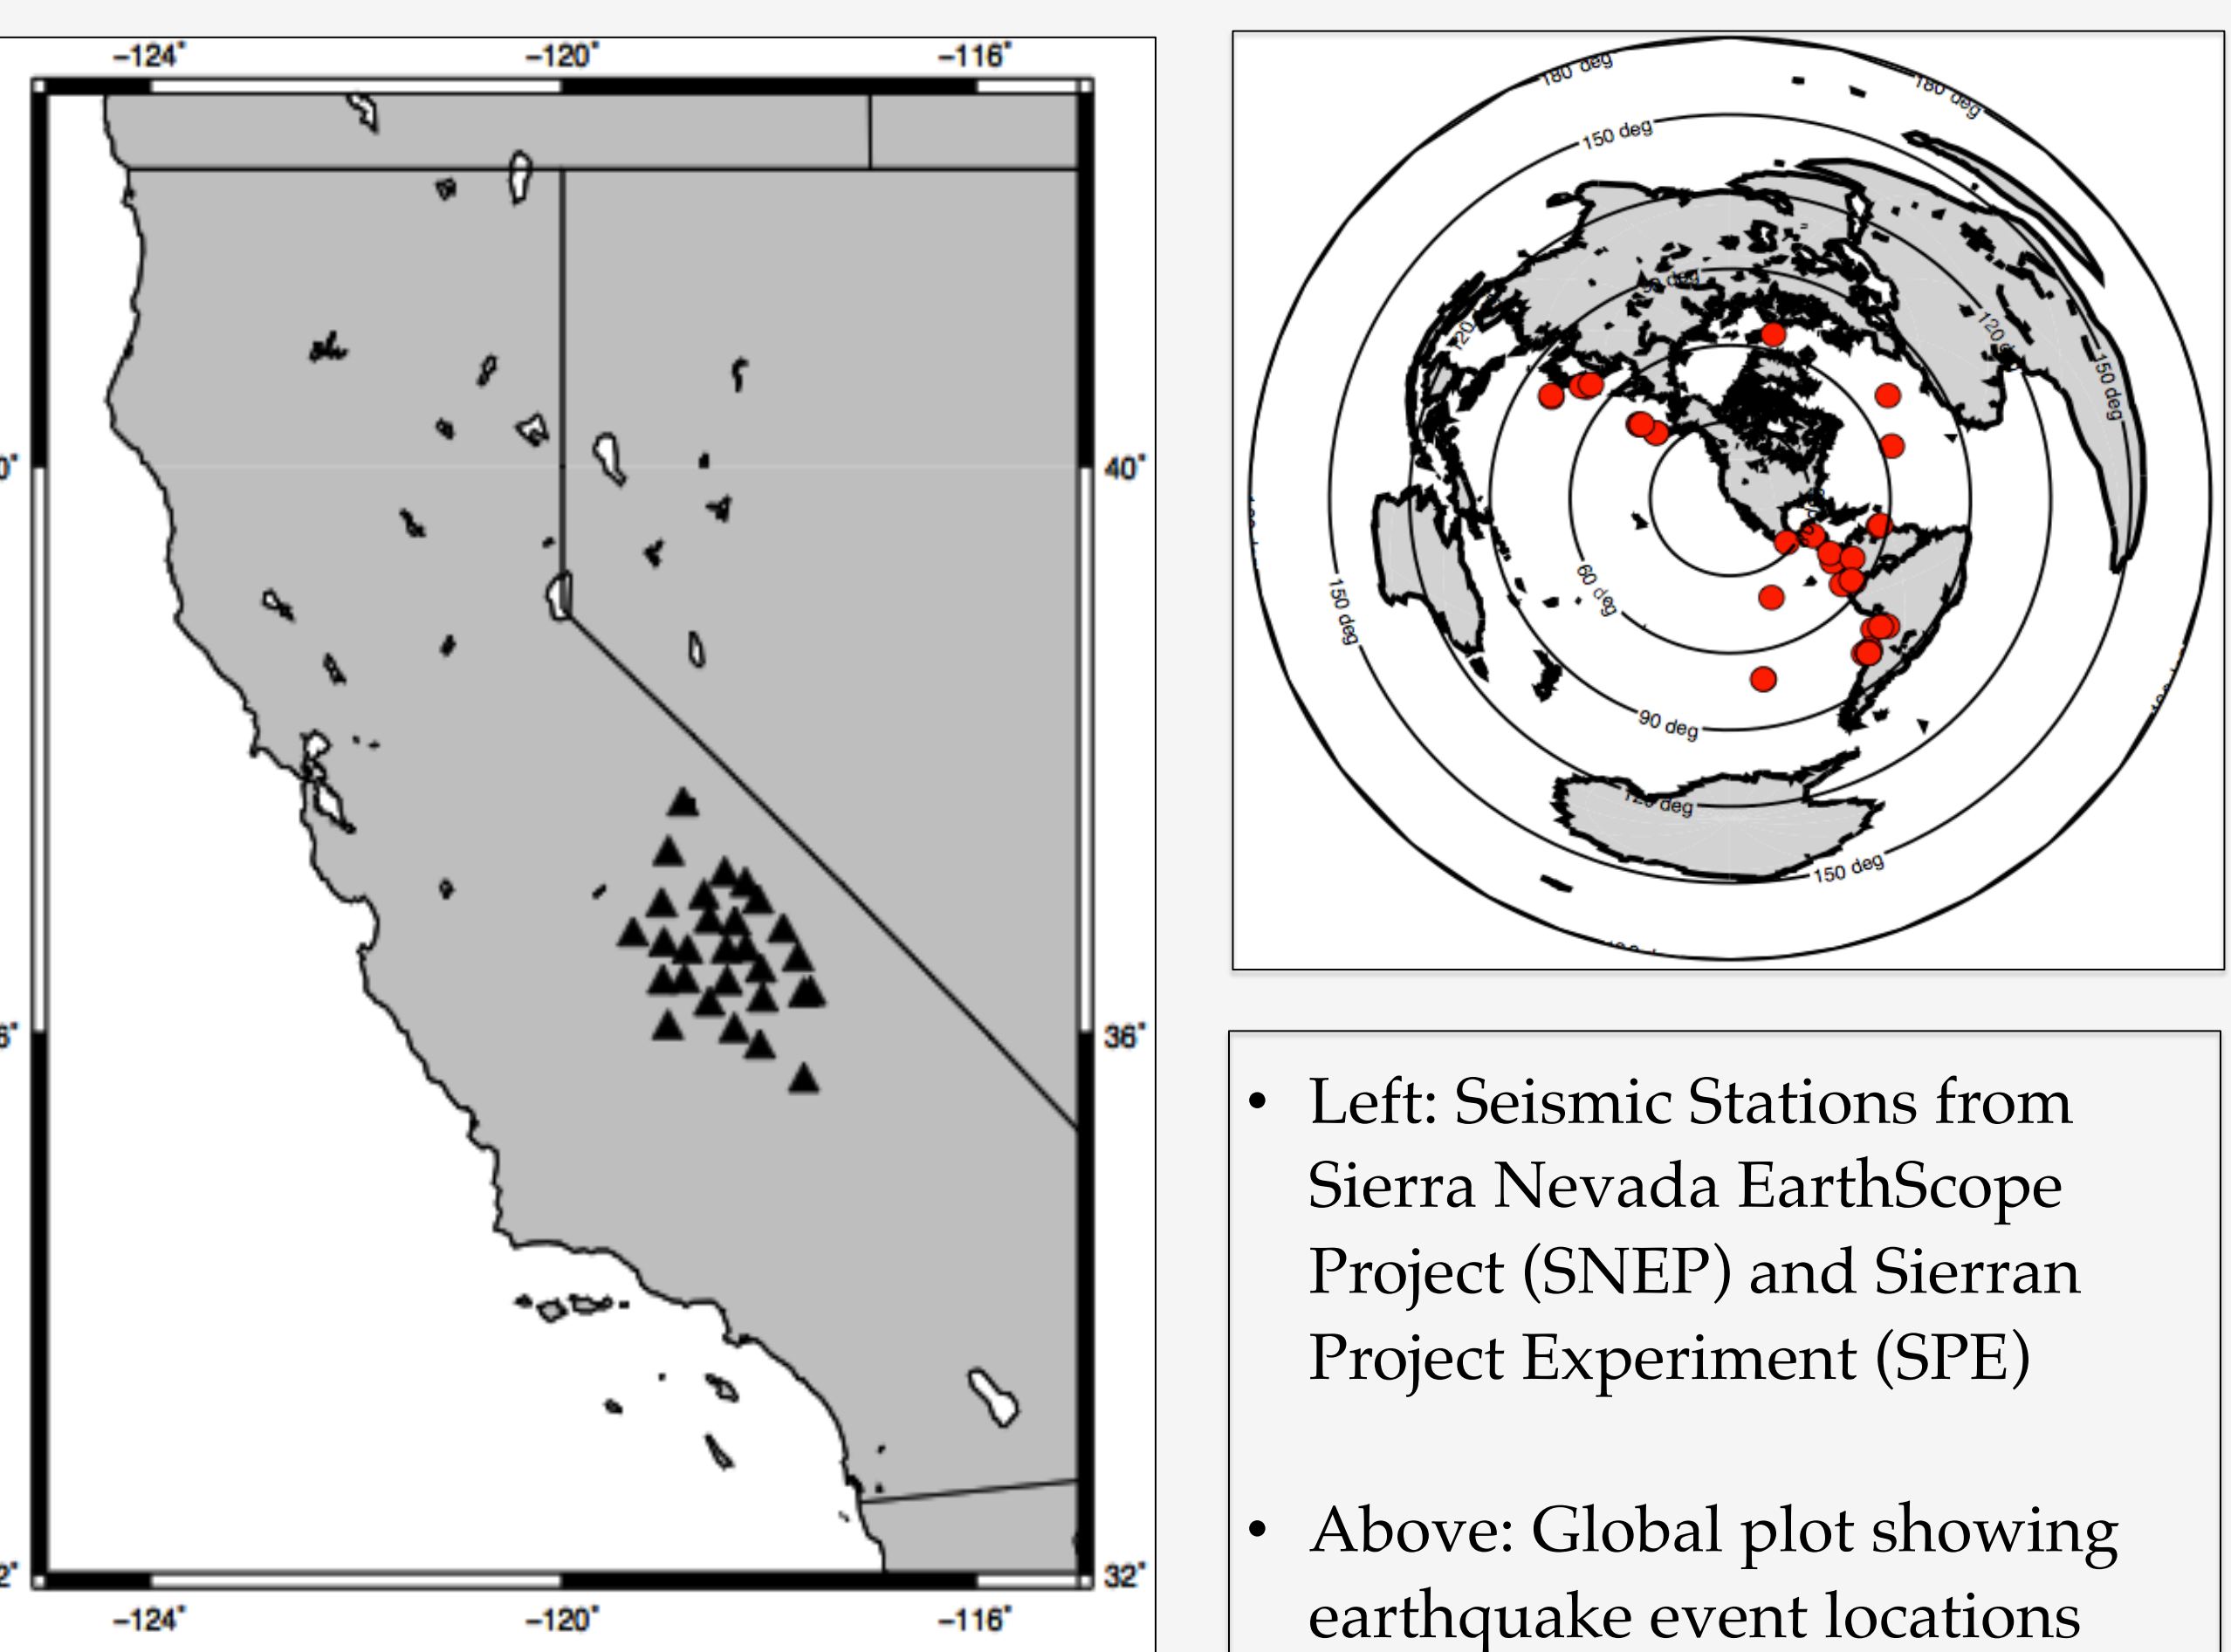 −124° −120° −116°
40°
36°
32°
−124° −120° −116°
180 deg 180 deg
150 deg
90 deg
120
120 d
150 deg
60 deg
150 deg
90 deg
120 deg
150 deg
• Left: Seismic Stations from
Sierra Nevada EarthScope
Project (SNEP) and Sierran
Project Experiment (SPE)
• Above: Global plot showing
earthquake event locations